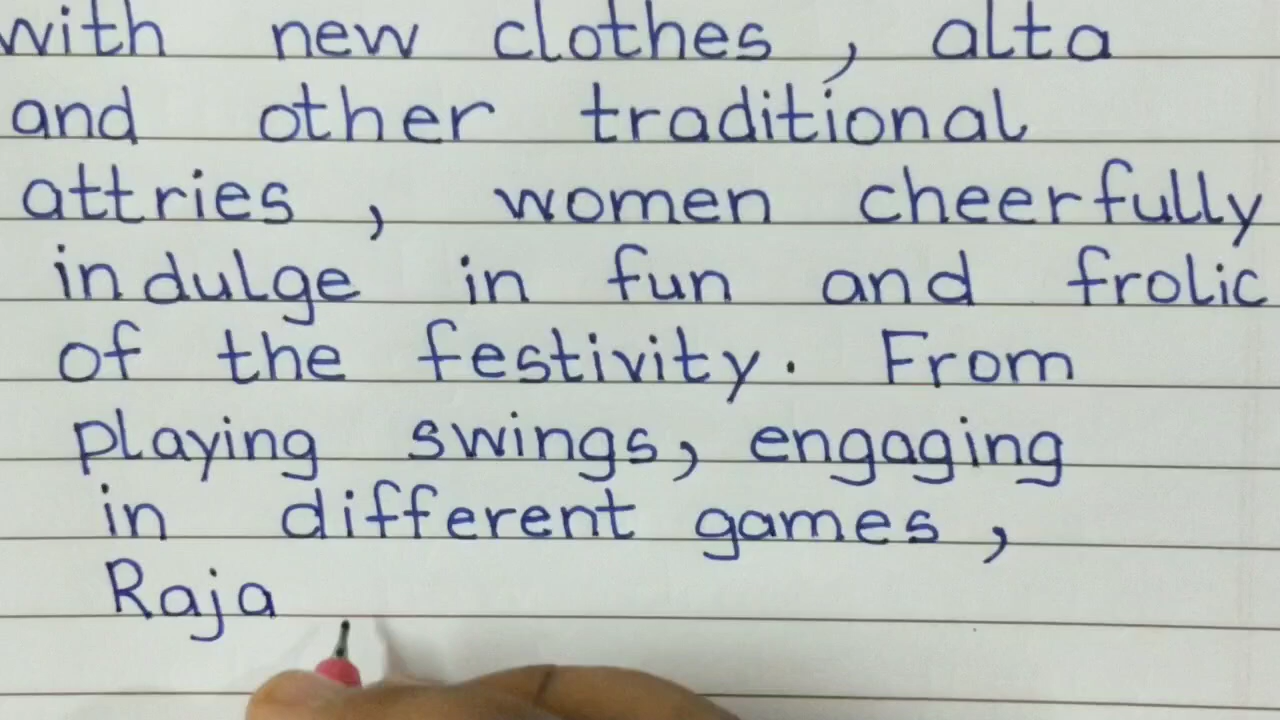 with new clothes, alta
and other traditional
attries, women cheerfully
indulge in fun and frolic
of the festivity. From
playing swings, engaging
in different games,
Raja